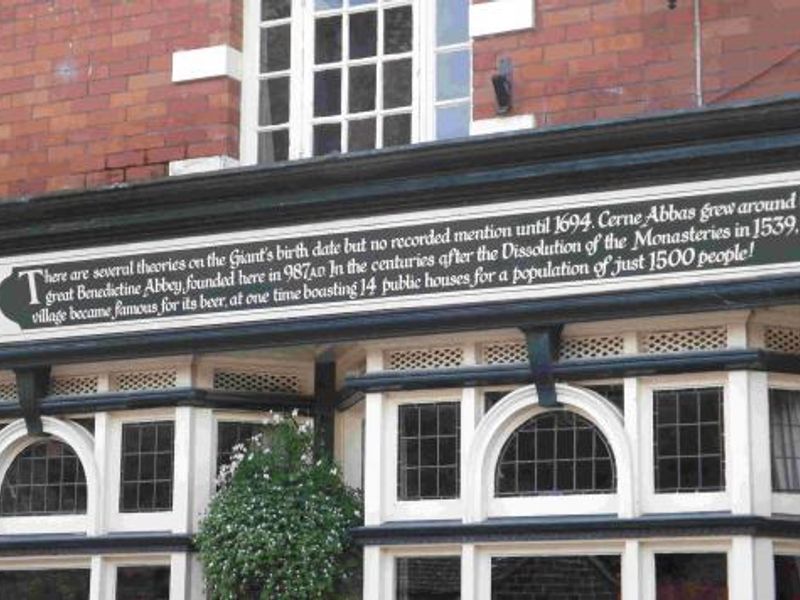 There are several theories on the Giant's birth date but no recorded mention until 1694. Cerne Abbas grew around
great Benedictine Abbey, founded here in 987AD. In the centuries after the Dissolution of the Monasteries in 1539,
village became famous for its beer, at one time boasting 14 public houses for a population of just 1500 people!